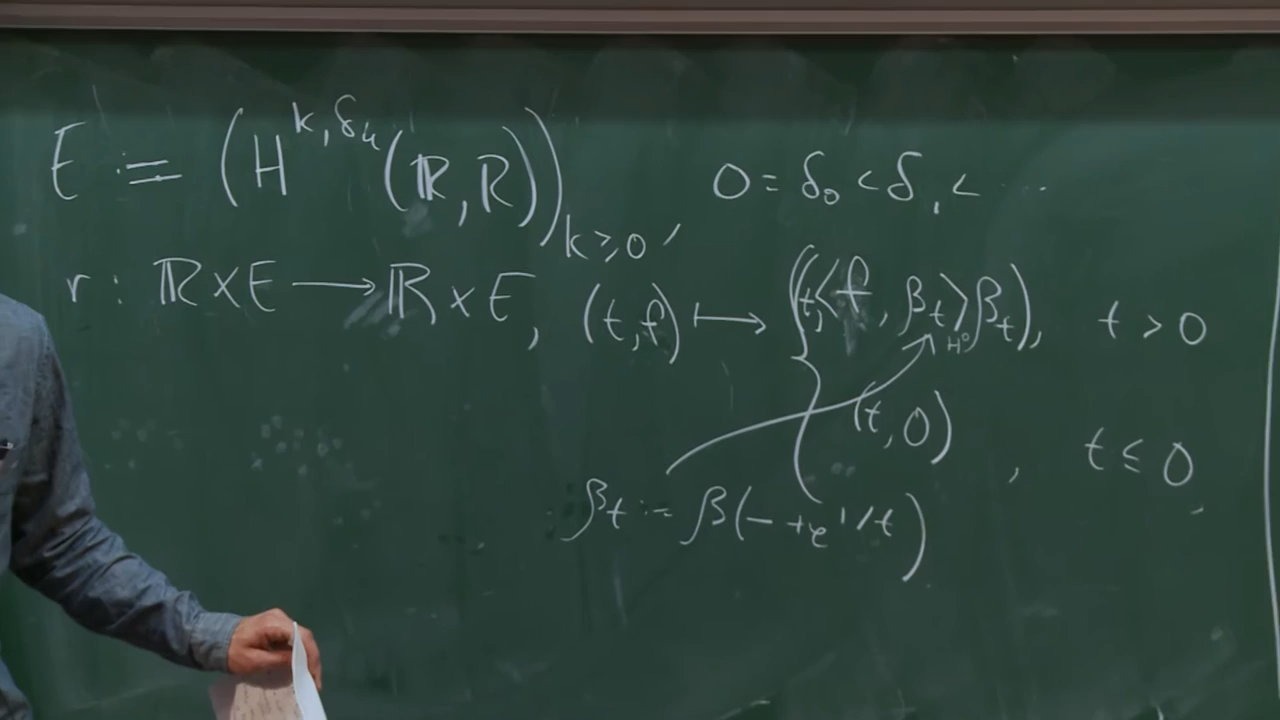 E := (H^{k,δ_k}(ℝ,ℝ))_{k≥0}, 0 = δ_0 < δ_1 < ...
r : ℝ×E ⟶ ℝ×E, (t,f) ⟼ { (t,<f,β_t>_{H^0} β_t), t > 0
(t,0), t ≤ 0,
β_t := β(− + e^{1/t})